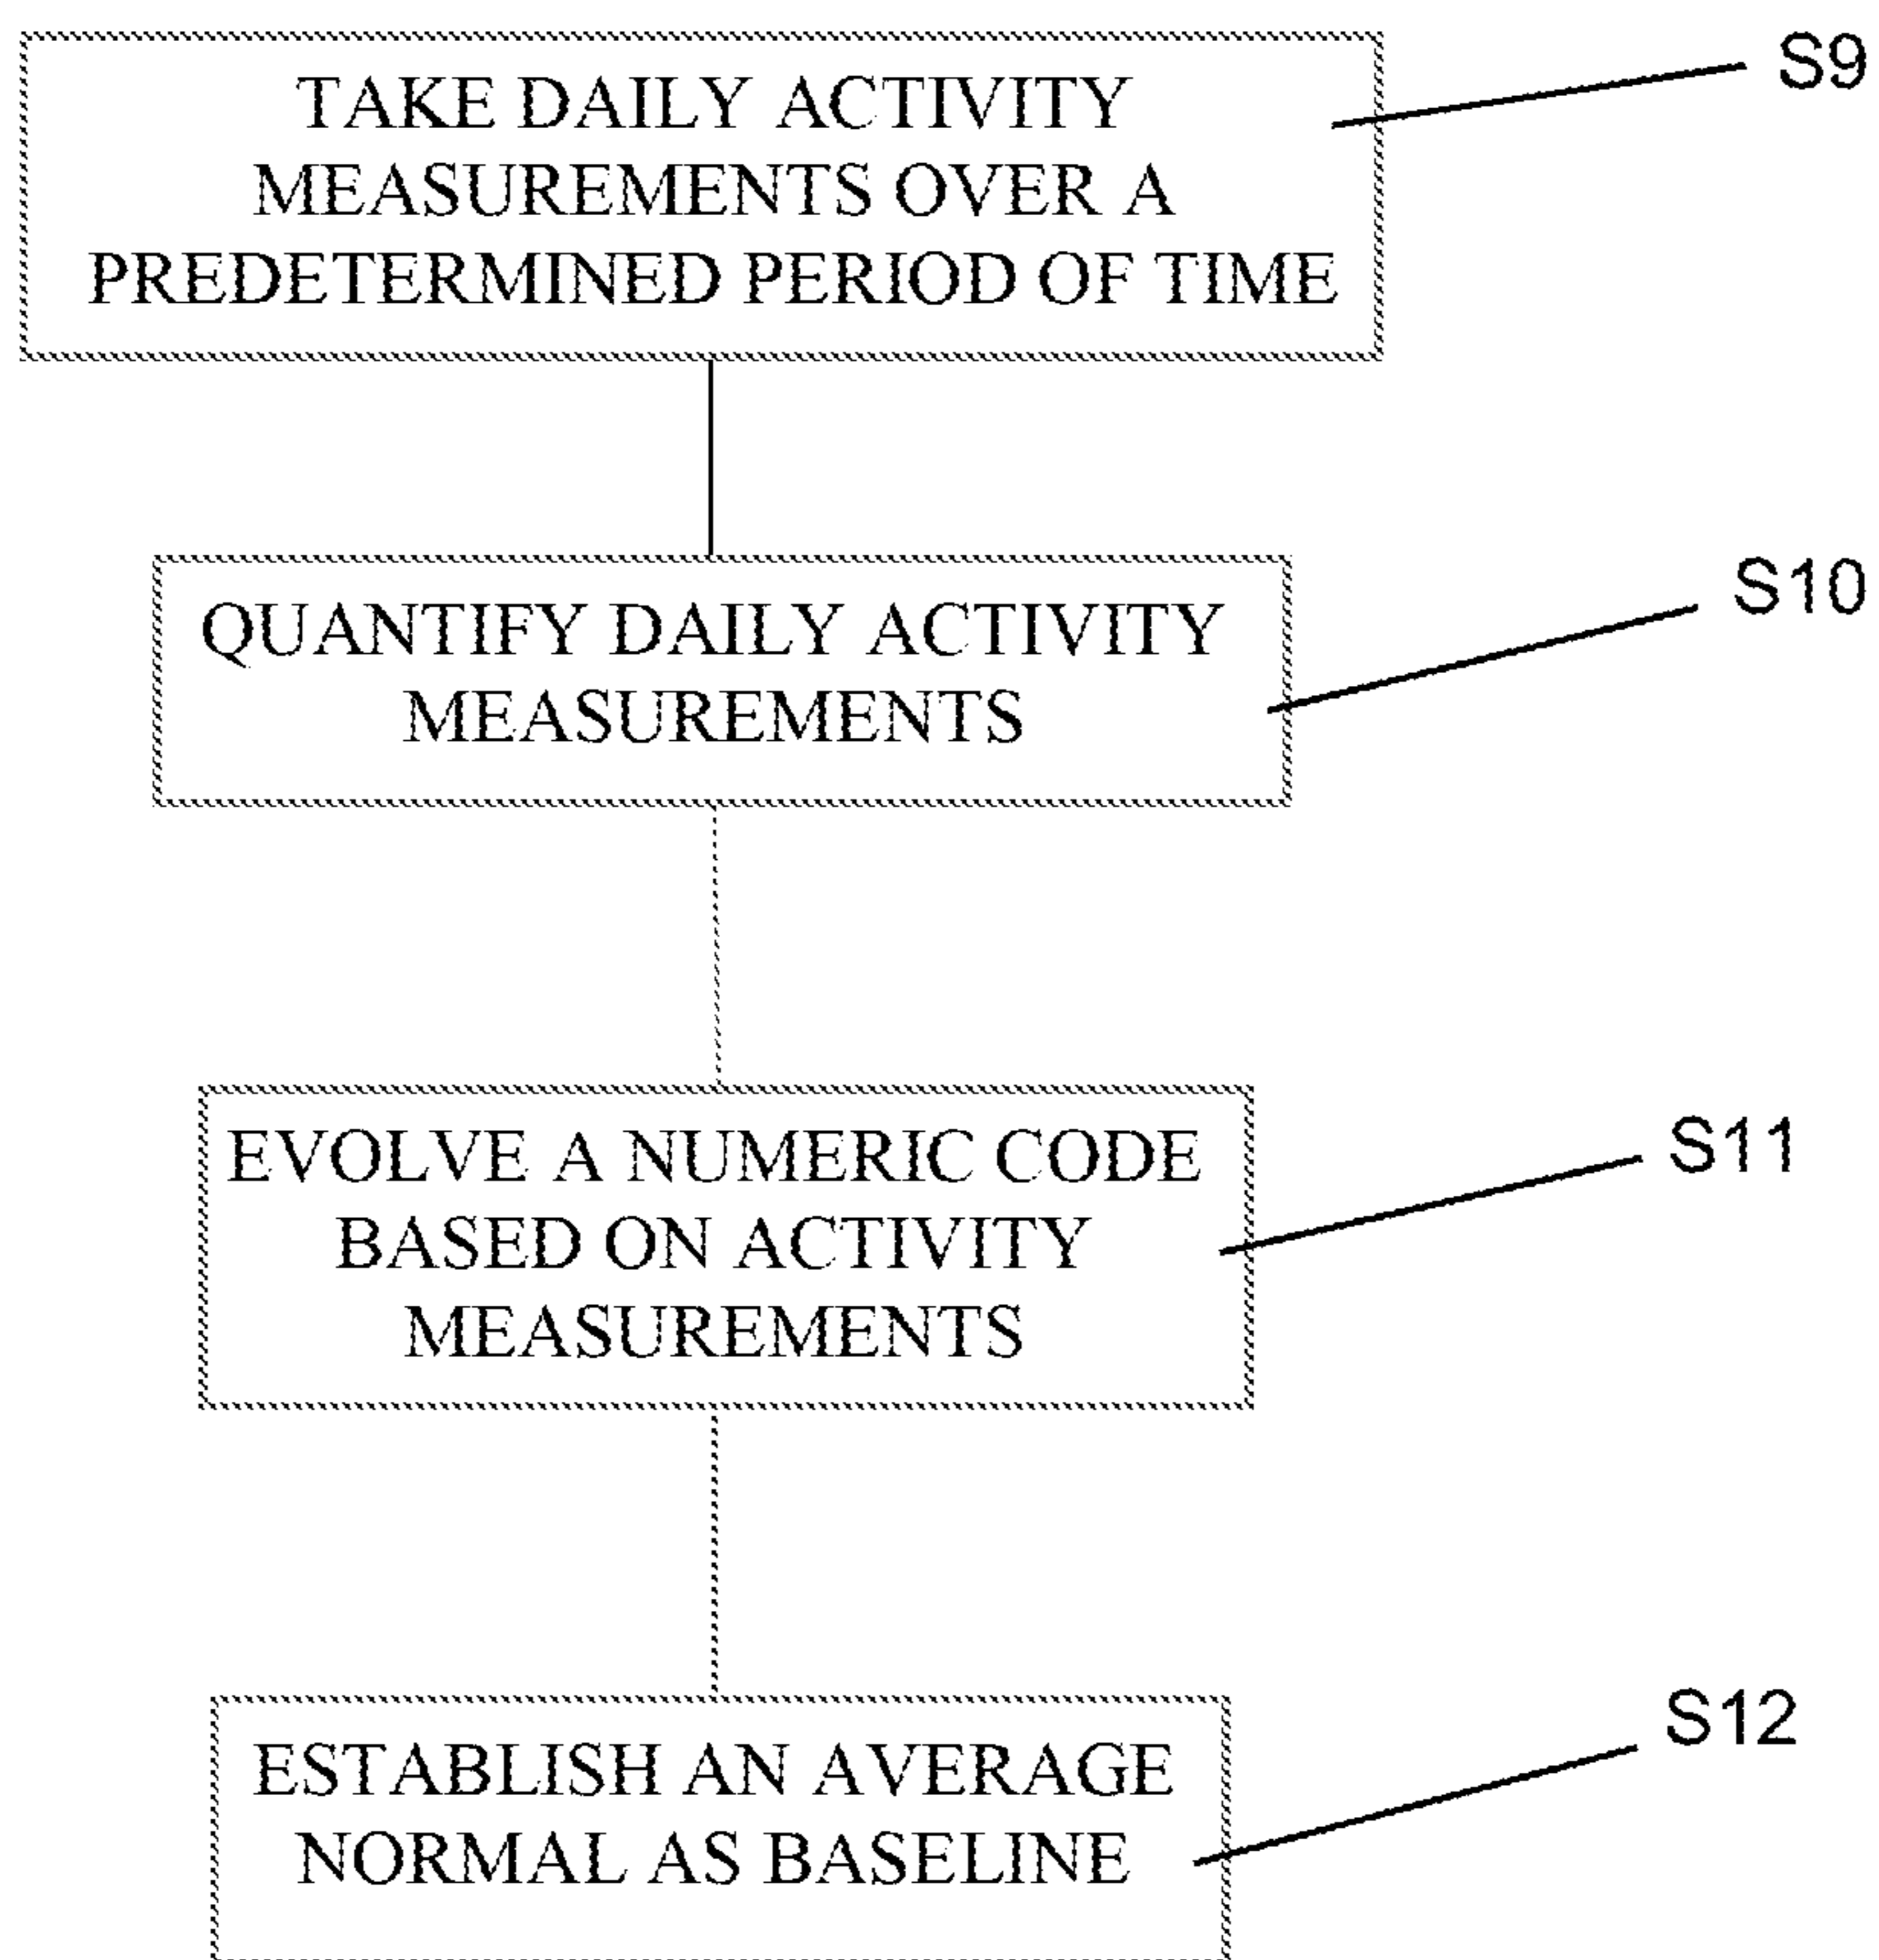 TAKE DAILY ACTIVITY
MEASUREMENTS OVER A
PREDETERMINED PERIOD OF TIME
S9
QUANTIFY DAILY ACTIVITY
MEASUREMENTS
S10
EVOLVE A NUMERIC CODE
BASED ON ACTIVITY
MEASUREMENTS
S11
ESTABLISH AN AVERAGE
NORMAL AS BASELINE
S12